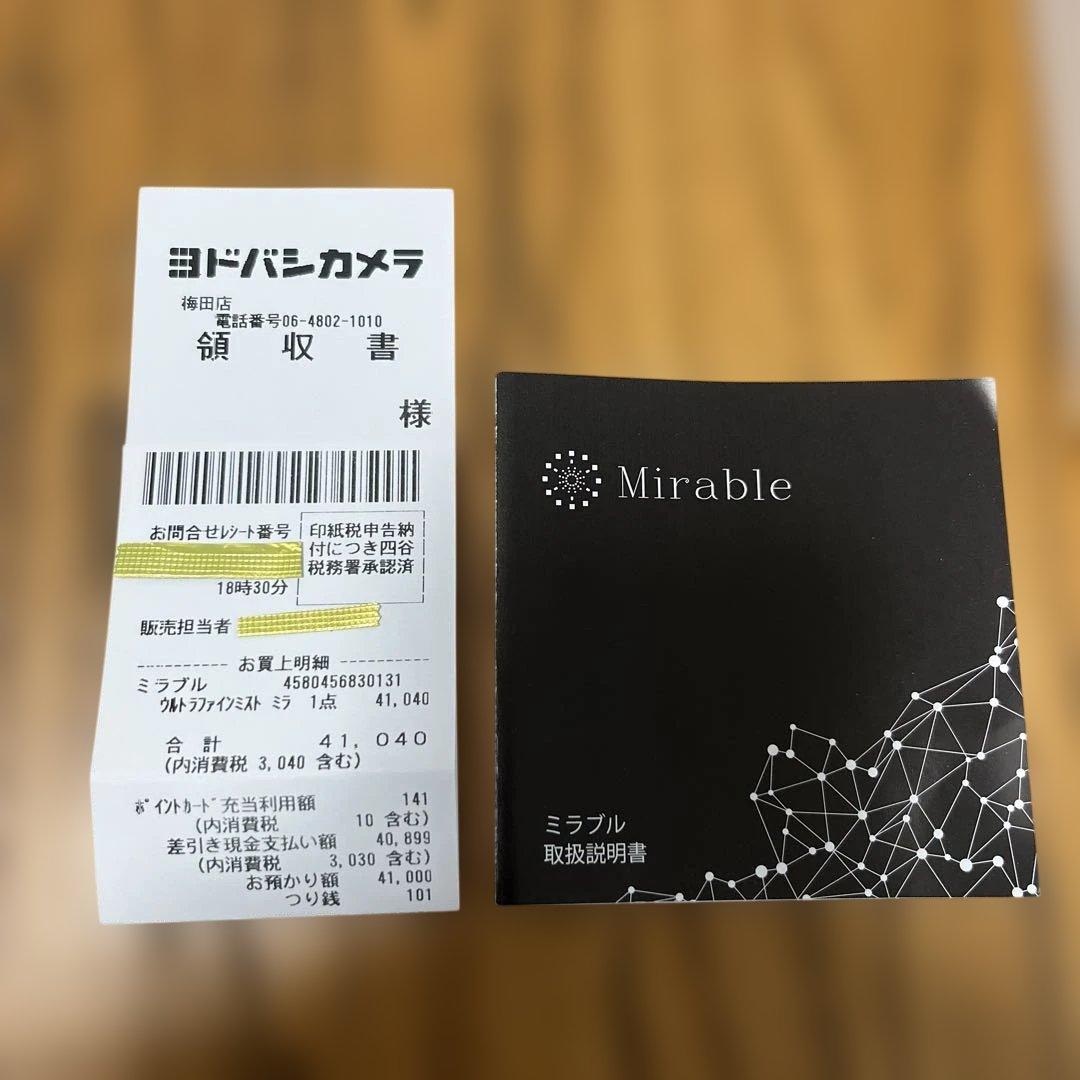 ヨドバシカメラ
梅田店
電話番号06-4802-1010
領 収 書
様
お問合せレシート番号
印紙税申告納
付につき四谷
税務署承認済
18時30分
販売担当者
---------- お買上明細 ----------
ミラブル 4580456830131
ウルトラファインミスト ミラ 1点 41,040
合 計 41,040
(内消費税 3,040 含む)
ポイントカード充当利用額 141
(内消費税 10 含む)
差引き現金支払い額 40,899
(内消費税 3,030 含む)
お預かり額 41,000
つり銭 101
Mirable
ミラブル
取扱説明書